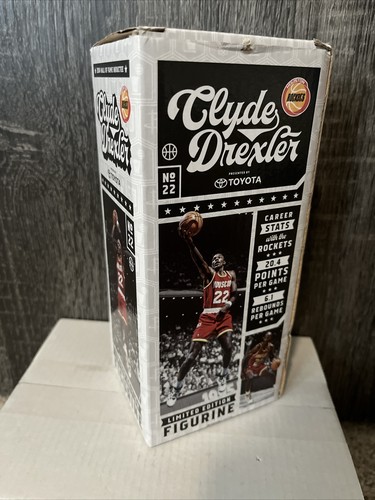 Clyde
Drexler
ROCKETS
PRESENTED BY
TOYOTA
Nº
22
CAREER
STATS
with the
ROCKETS
20.4
POINTS
PER GAME
6.1
REBOUNDS
PER GAME
22
LIMITED EDITION
FIGURINE
Clyde
Drexler
TOYOTA